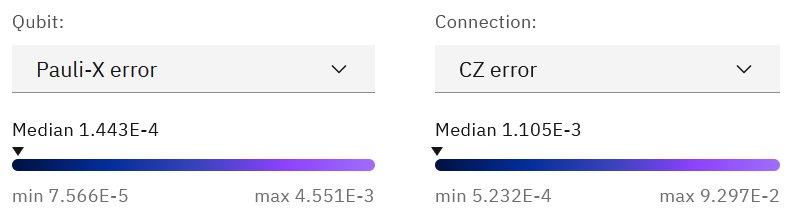 Qubit:
Connection:
Pauli-X error
CZ error
Median 1.443E-4
Median 1.105E-3
min 7.566E-5
max 4.551E-3
min 5.232E-4
max 9.297E-2